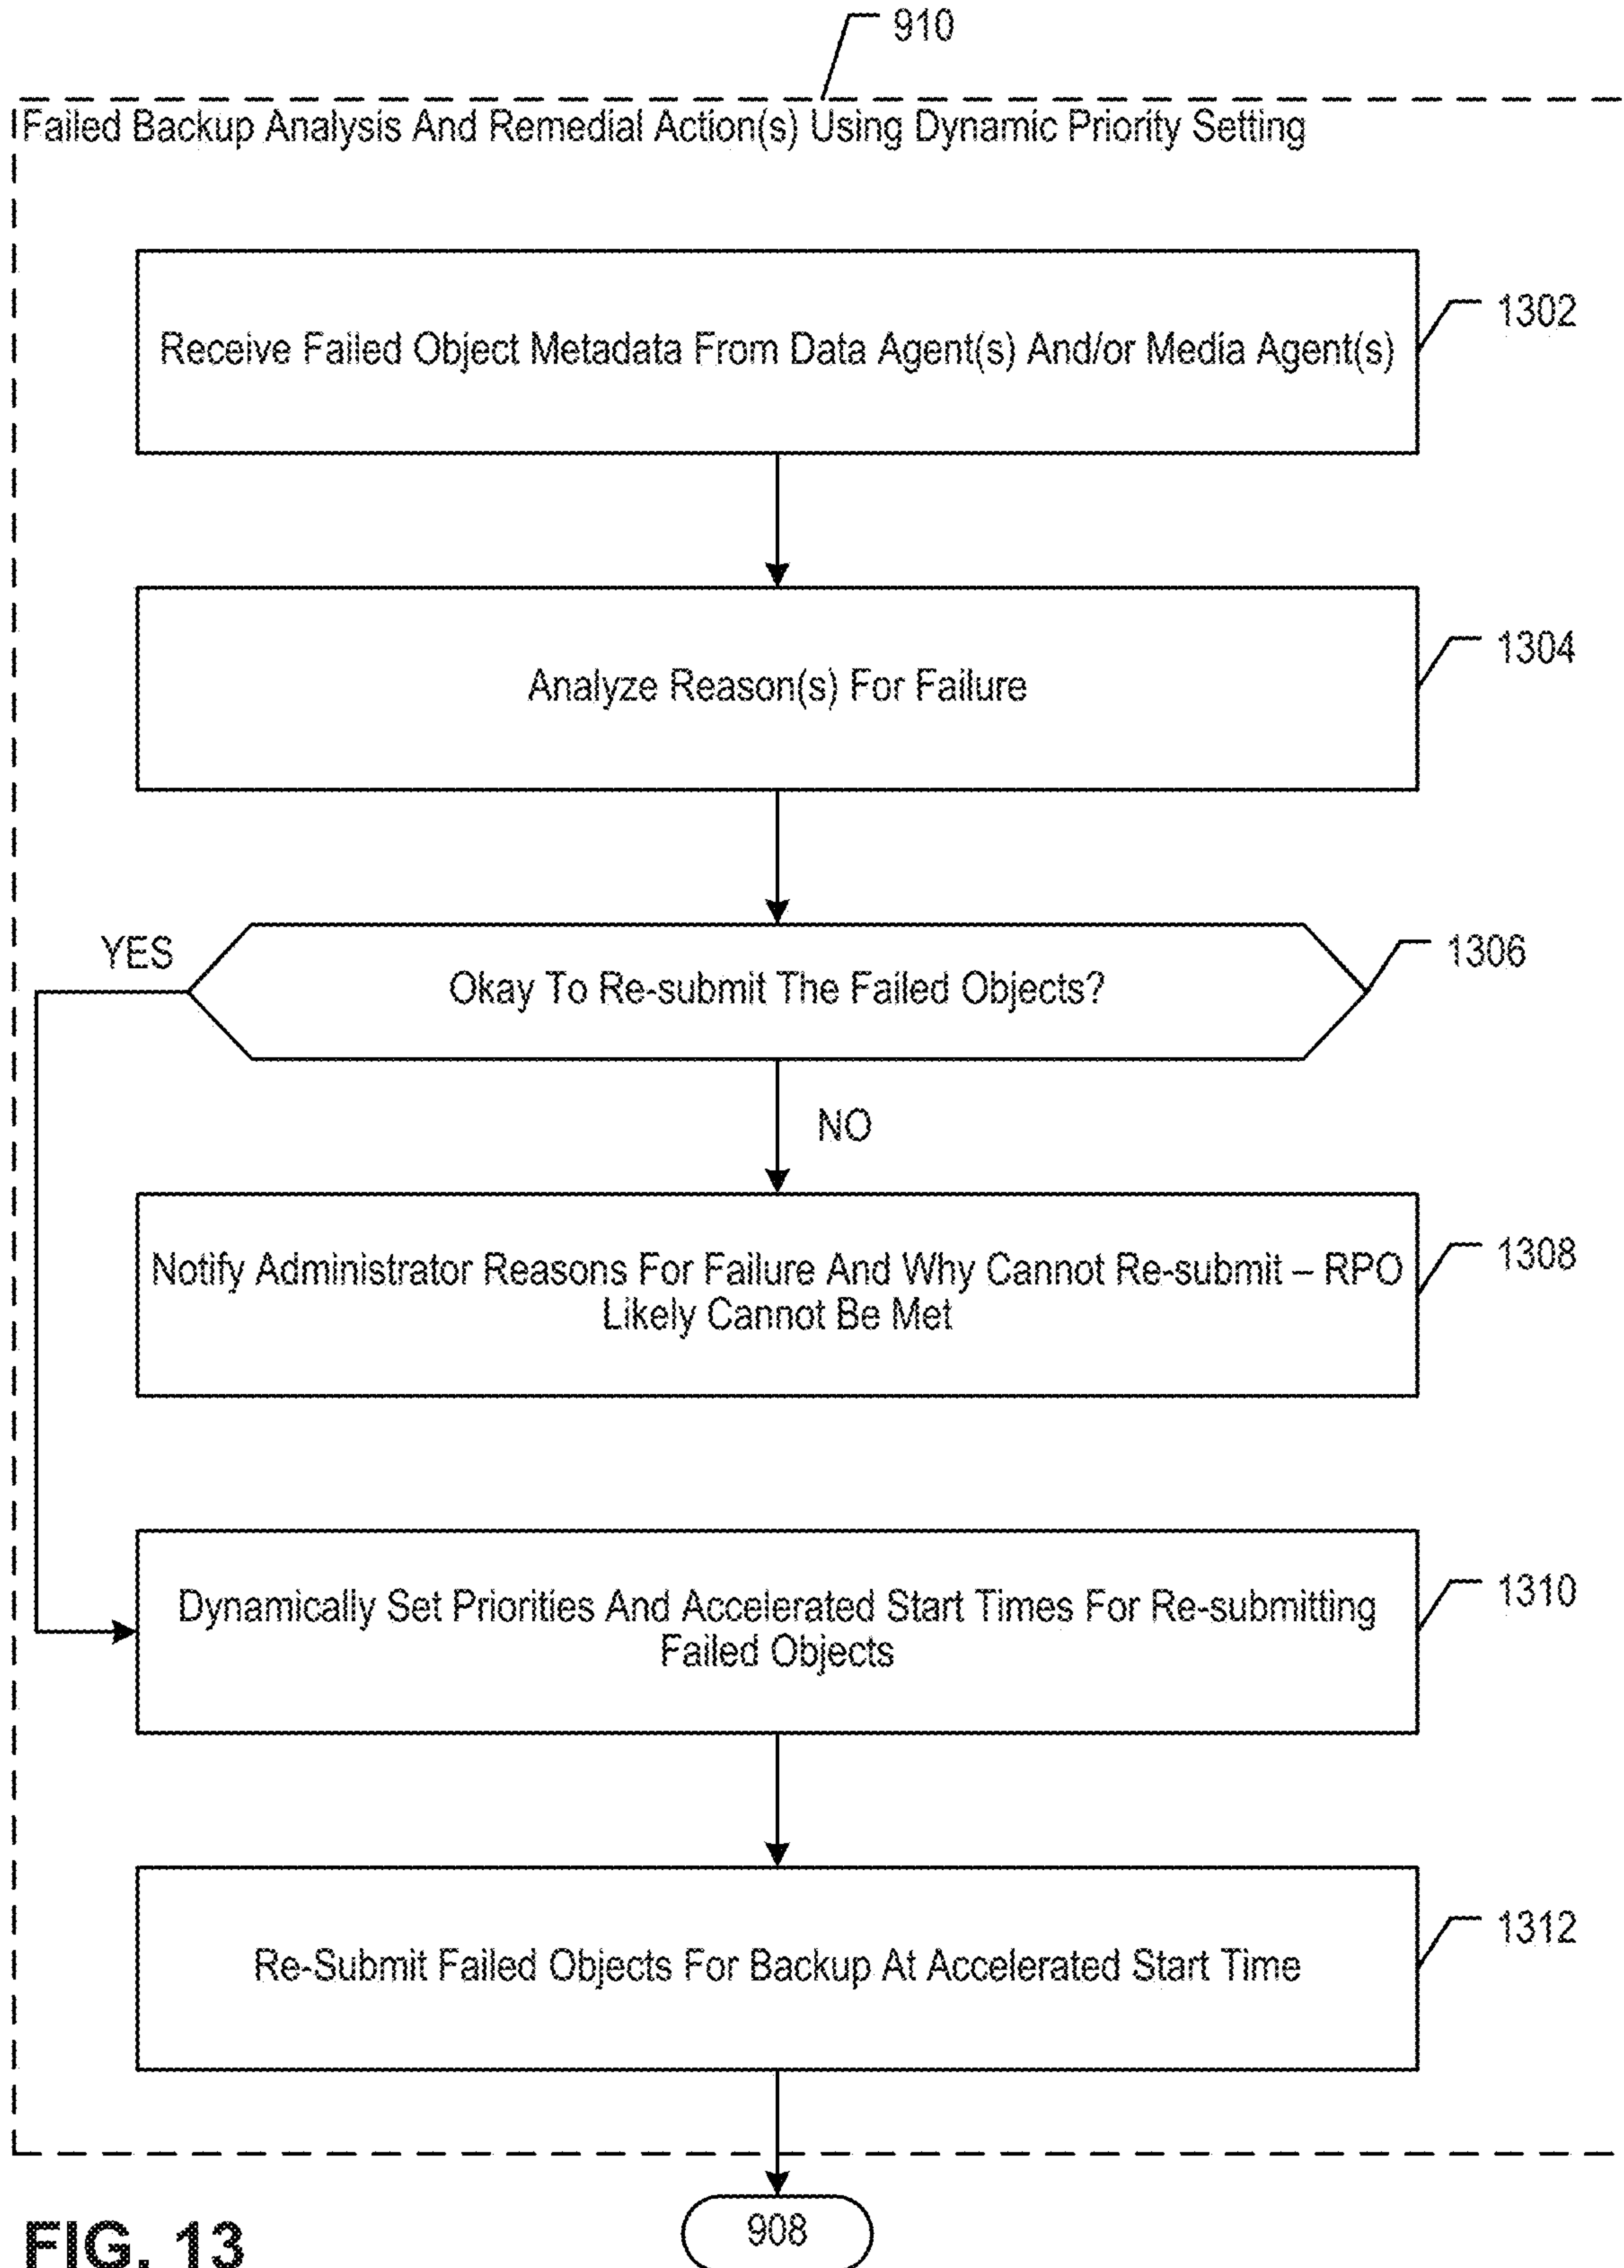 910
Failed Backup Analysis And Remedial Action(s) Using Dynamic Priority Setting
Receive Failed Object Metadata From Data Agent(s) And/or Media Agent(s)
1302
Analyze Reason(s) For Failure
1304
YES
Okay To Re-submit The Failed Objects?
1306
NO
Notify Administrator Reasons For Failure And Why Cannot Re-submit – RPO
Likely Cannot Be Met
1308
Dynamically Set Priorities And Accelerated Start Times For Re-submitting
Failed Objects
1310
Re-Submit Failed Objects For Backup At Accelerated Start Time
1312
908
FIG. 13